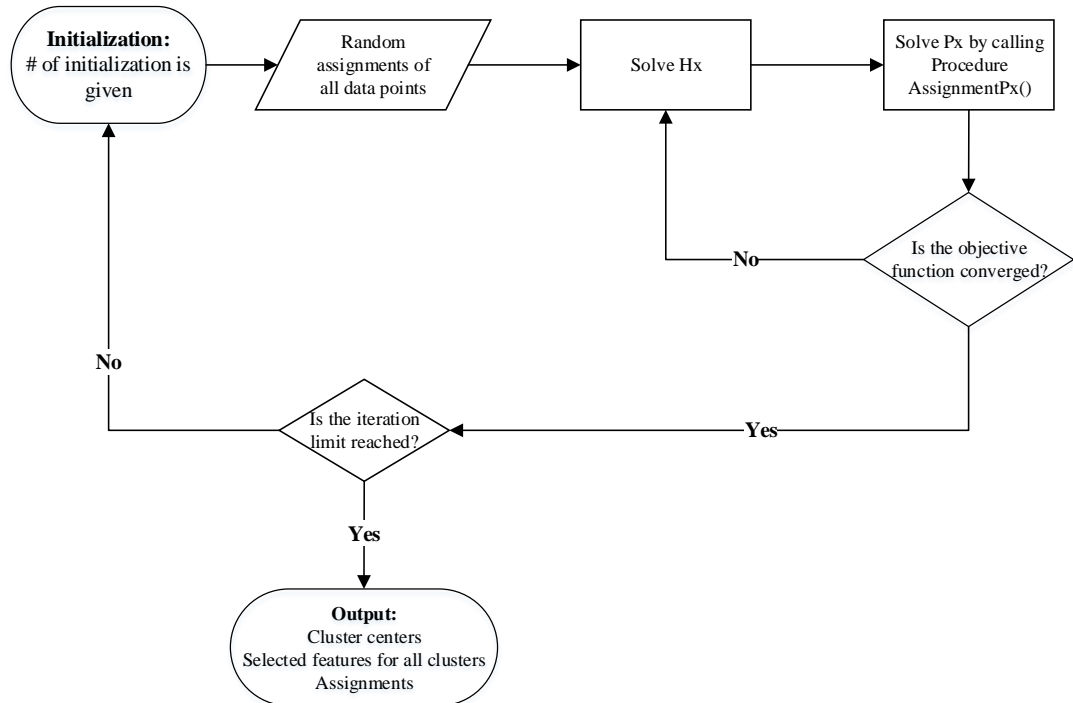 Initialization:
# of initialization is
given
Random
assignments of
all data points
Solve Hx
Solve Px by calling
Procedure
AssignmentPx()
Is the objective
function converged?
No
Yes
Is the iteration
limit reached?
No
Yes
Output:
Cluster centers
Selected features for all clusters
Assignments